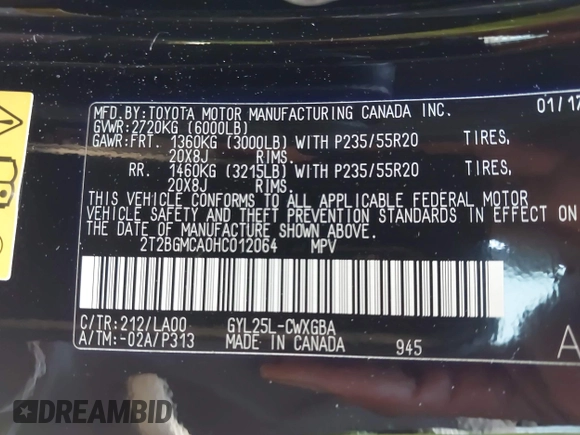 MFD.BY:TOYOTA MOTOR MANUFACTURING CANADA INC. 01/17
GVWR:2720KG (6000LB)
GAWR:FRT. 1360KG (3000LB) WITH P235/55R20 TIRES,
20X8J RIMS.
RR. 1460KG (3215LB) WITH P235/55R20 TIRES,
20X8J RIMS.
THIS VEHICLE CONFORMS TO ALL APPLICABLE FEDERAL MOTOR
VEHICLE SAFETY AND THEFT PREVENTION STANDARDS IN EFFECT ON
THE DATE OF MANUFACTURE SHOWN ABOVE.
2T2BGMCA0HC012064 MPV
C/TR:212/LA00 GYL25L-CWXGBA
A/TM:-02A/P313 MADE IN CANADA 945
A
DREAMBID